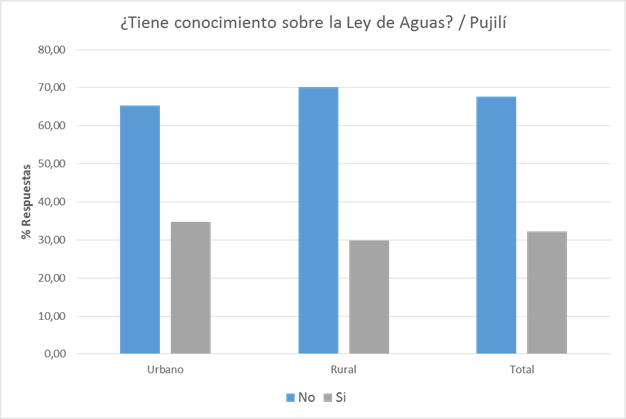 ¿Tiene conocimiento sobre la Ley de Aguas? / Pujilí
80,00
70,00
60,00
50,00
40,00
30,00
20,00
10,00
0,00
% Respuestas
Urbano
Rural
Total
No
Si